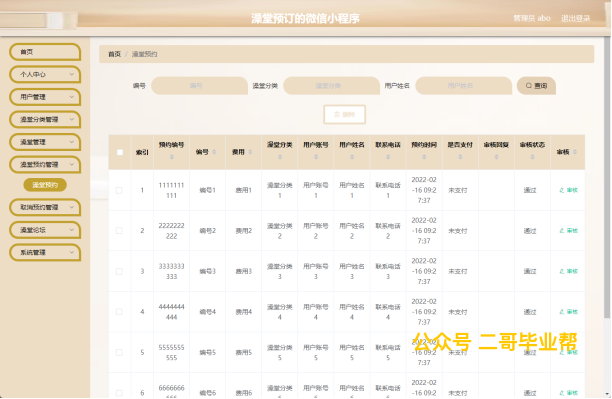 澡堂预订的微信小程序
管理员 abo 退出登录
首页
个人中心
用户管理
澡堂分类管理
澡堂管理
澡堂预约管理
澡堂预约
取消预约管理
澡堂论坛
系统管理
首页 / 澡堂预约
编号 编号 澡堂分类 澡堂分类 用户姓名 用户姓名 查询
删除
索引 预约编号 编号 费用 澡堂分类 用户账号 用户姓名 联系电话 预约时间 是否支付 审核回复 审核状态 审核
1 1111111111 编号1 费用1 澡堂分类1 用户账号1 用户姓名1 联系电话1 2022-02-16 09:27:37 未支付 通过 审核
2 2222222222 编号2 费用2 澡堂分类2 用户账号2 用户姓名2 联系电话2 2022-02-16 09:27:37 未支付 通过 审核
3 3333333333 编号3 费用3 澡堂分类3 用户账号3 用户姓名3 联系电话3 2022-02-16 09:27:37 未支付 通过 审核
4 4444444444 编号4 费用4 澡堂分类4 用户账号4 用户姓名4 联系电话4 2022-02-16 09:27:37 未支付 通过 审核
5 5555555555 编号5 费用5 澡堂分类5 用户账号5 用户姓名5 联系电话5 2022-02-16 09:27:37 未支付 通过 审核
公众号 二哥毕业帮
6 6666666666 编号6 费用6 澡堂分类6 用户账号6 用户姓名6 联系电话6 2022-02-16 09:2 未支付 通过 审核